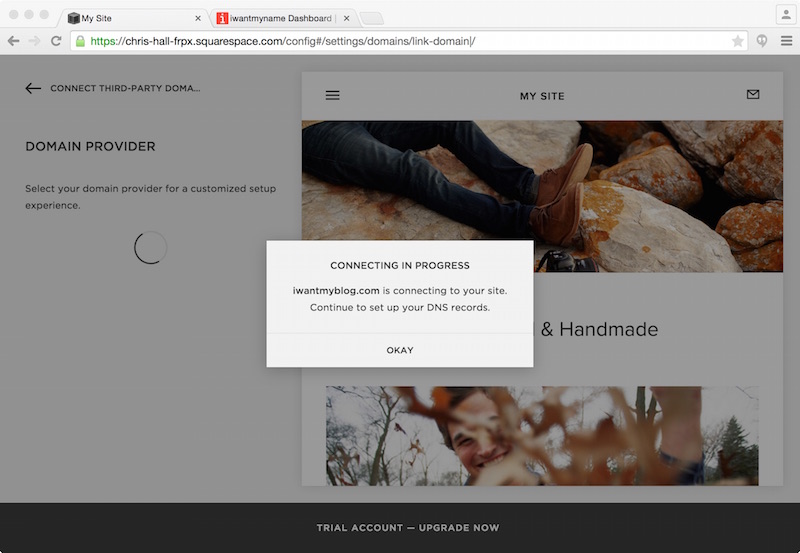 My Site
iwantmyname Dashboard |
https://chris-hall-frpx.squarespace.com/config#/settings/domains/link-domain|/
CONNECT THIRD-PARTY DOMA...
MY SITE
DOMAIN PROVIDER
Select your domain provider for a customized setup
experience.
CONNECTING IN PROGRESS
iwantmyblog.com is connecting to your site.
Continue to set up your DNS records.
& Handmade
OKAY
TRIAL ACCOUNT — UPGRADE NOW